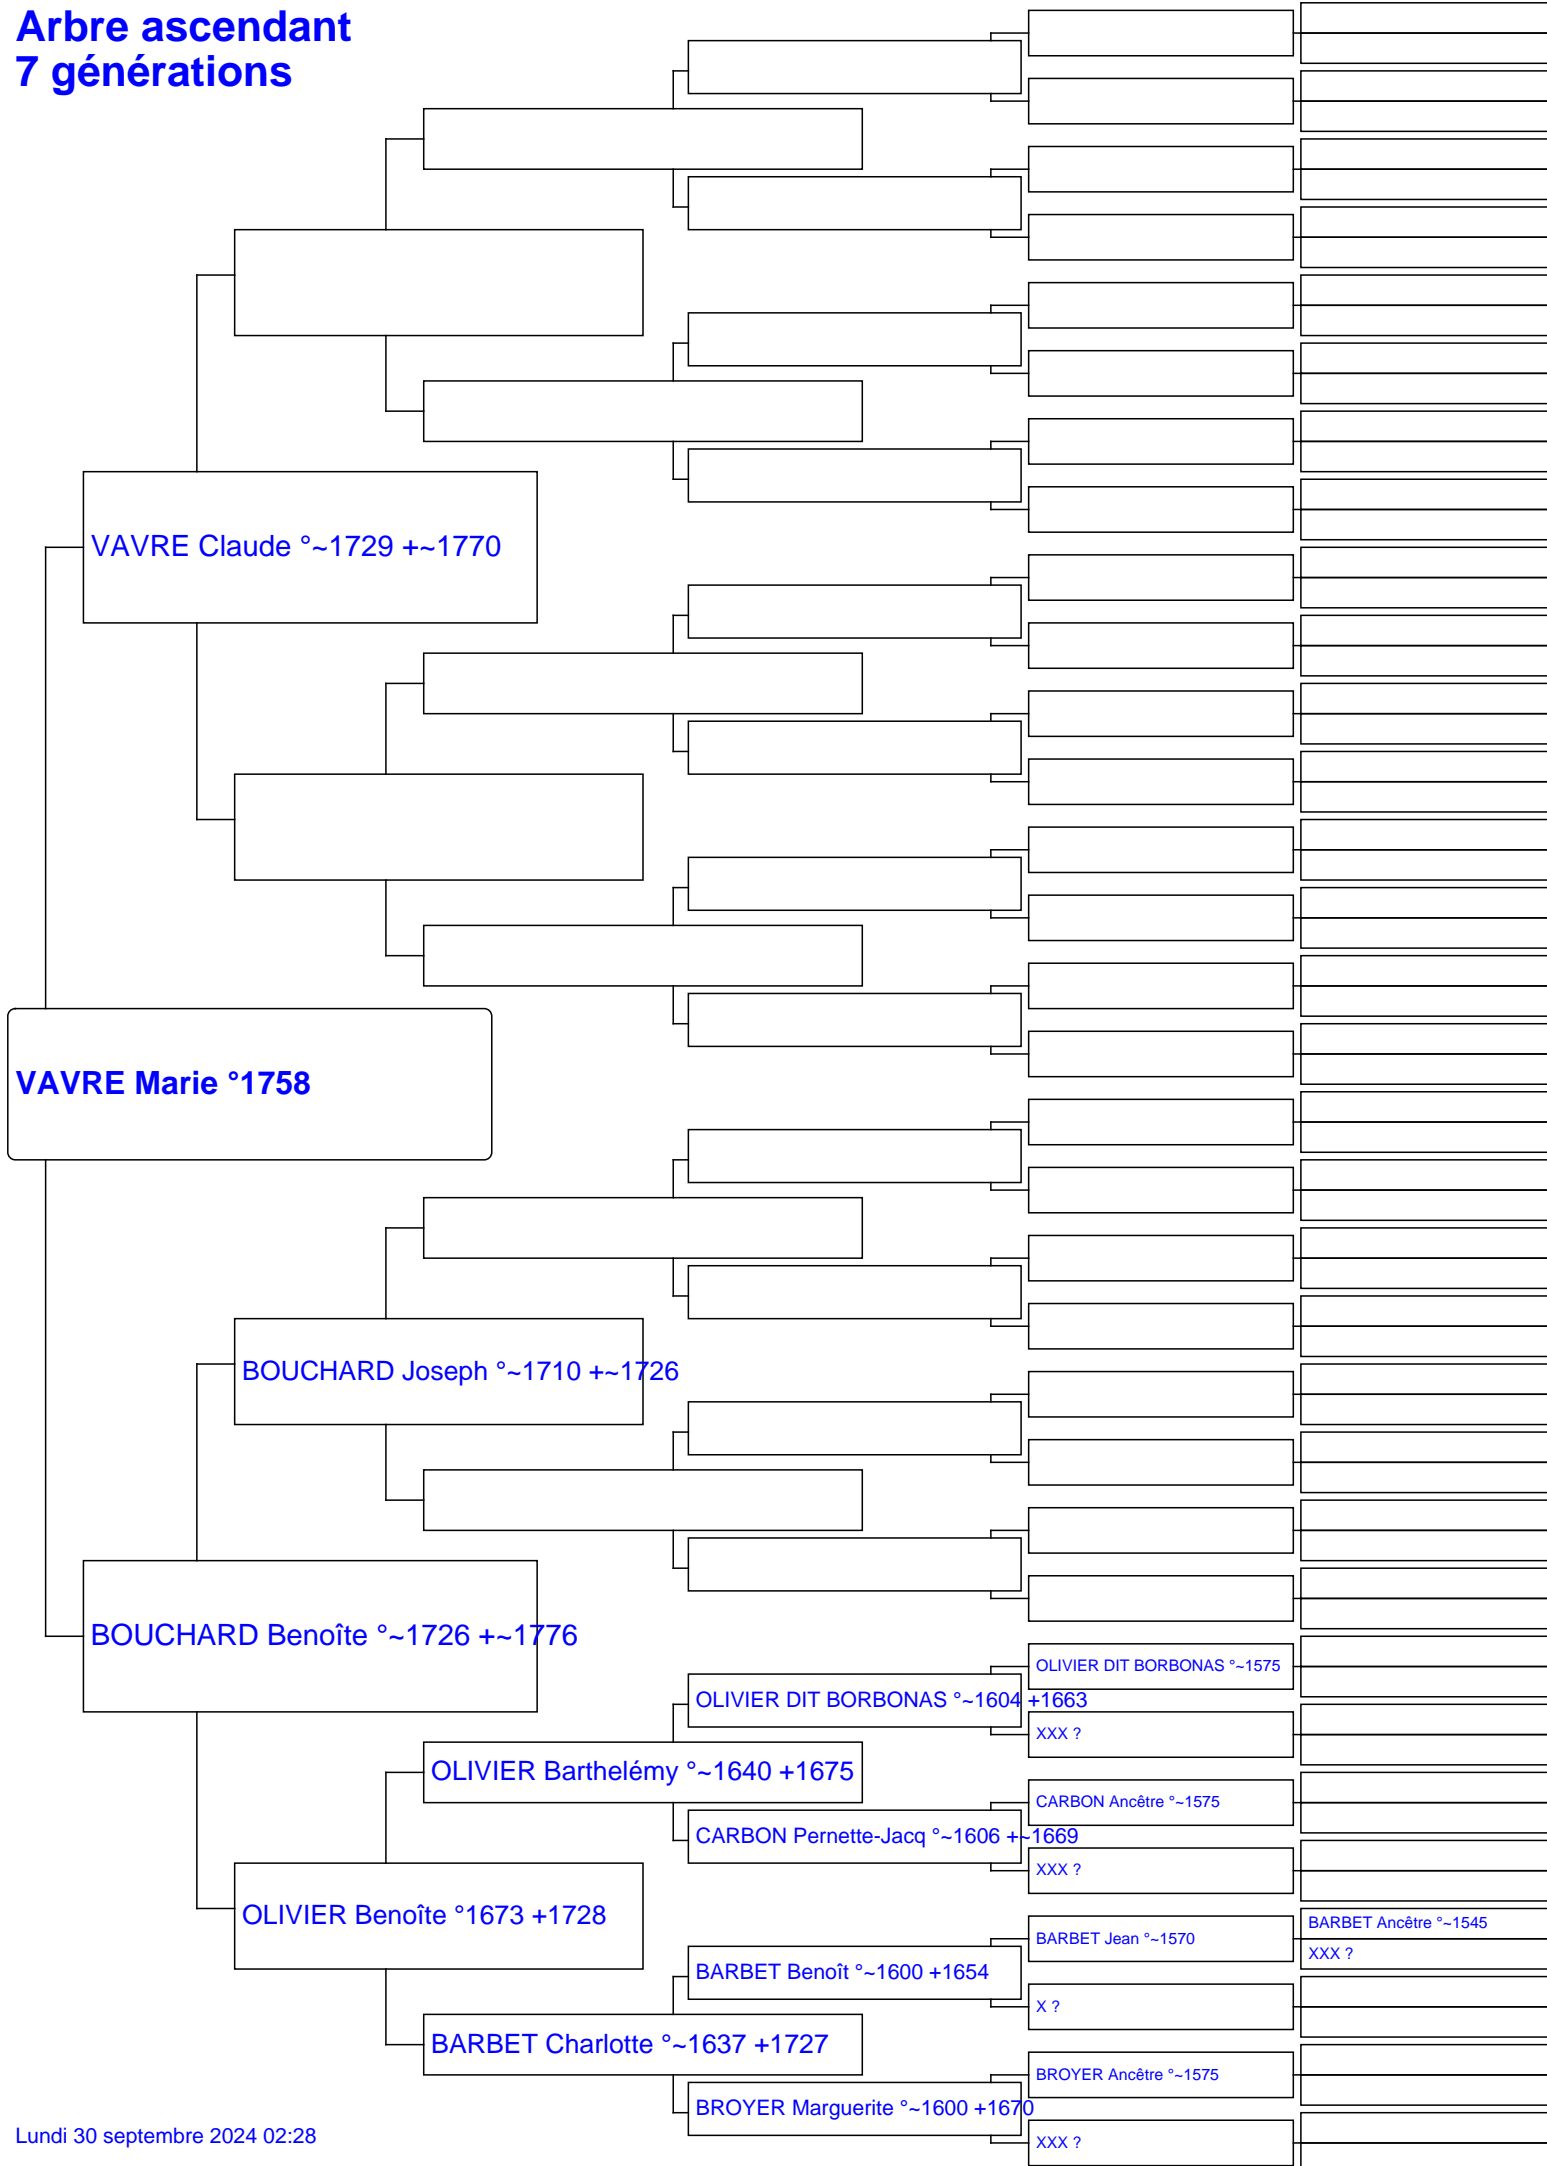 Arbre ascendant
7 générations
VAVRE Claude °~1729 +~1770
VAVRE Marie °1758
BOUCHARD Joseph °~1710 +~1726
BOUCHARD Benoîte °~1726 +~1776
OLIVIER DIT BORBONAS °~1575
OLIVIER DIT BORBONAS °~1604 +1663
XXX ?
OLIVIER Barthelémy °~1640 +1675
CARBON Ancêtre °~1575
CARBON Pernette-Jacq °~1606 +~1669
XXX ?
OLIVIER Benoîte °1673 +1728
BARBET Ancêtre °~1545
BARBET Jean °~1570
XXX ?
BARBET Benoît °~1600 +1654
X ?
BARBET Charlotte °~1637 +1727
BROYER Ancêtre °~1575
BROYER Marguerite °~1600 +1670
XXX ?
Lundi 30 septembre 2024 02:28